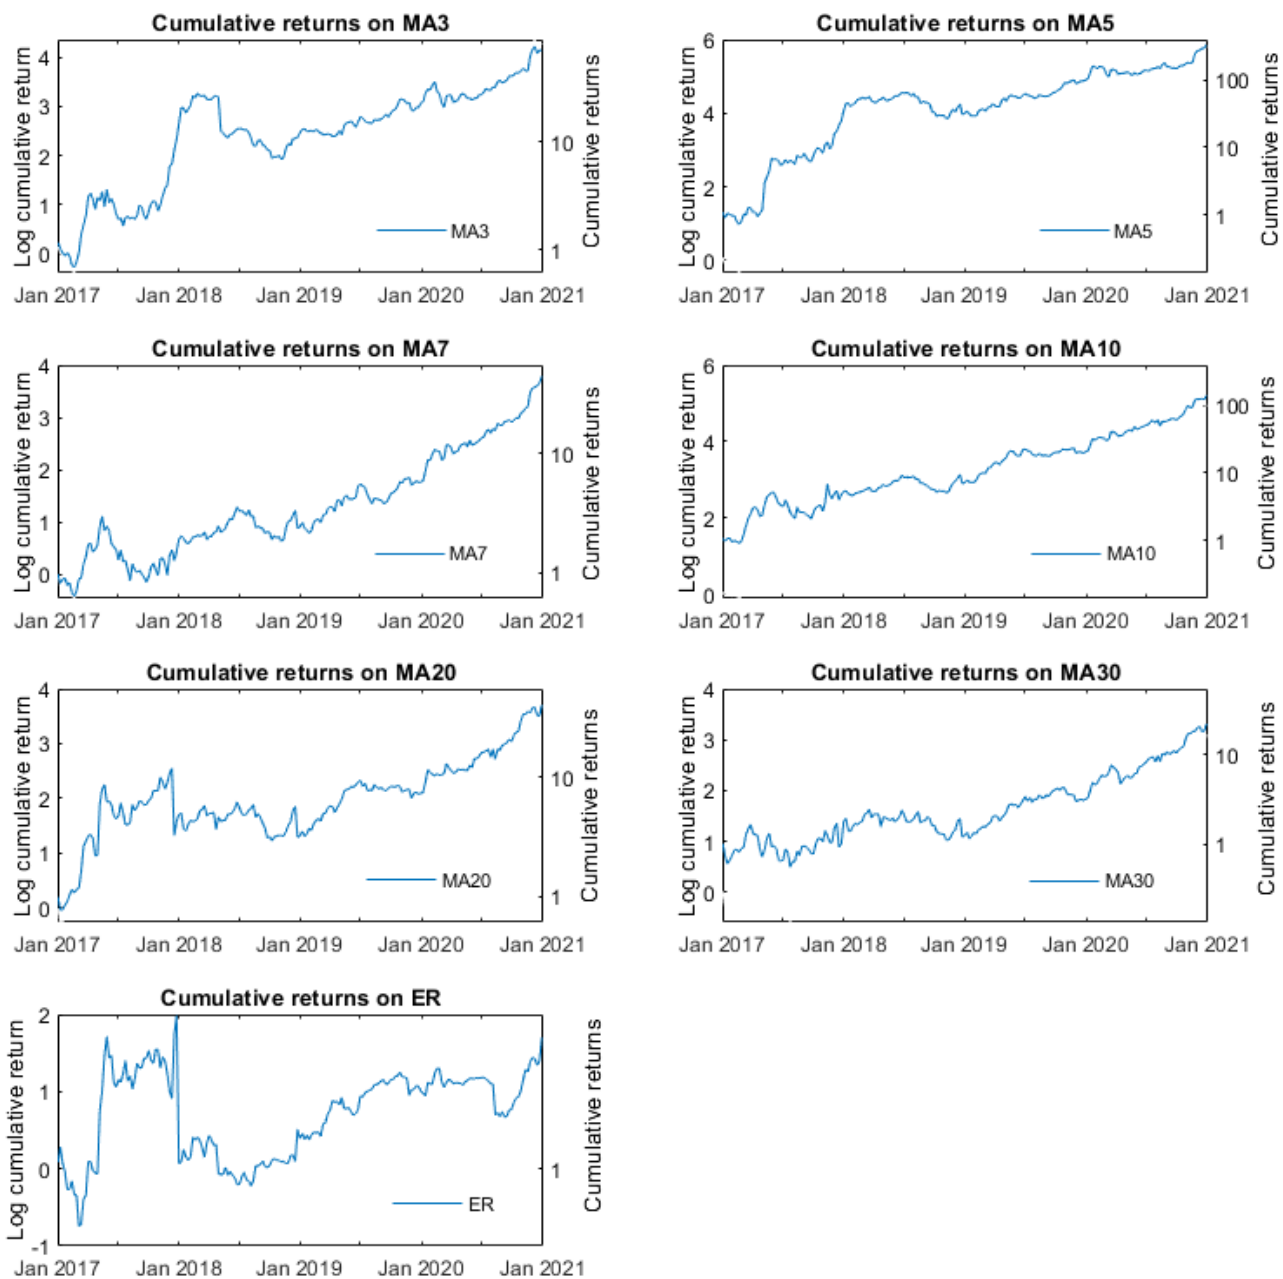 Cumulative returns on MA3
Log cumulative return
4
3
2
1
0
10
1
Cumulative returns
MA3
Jan 2017 Jan 2018 Jan 2019 Jan 2020 Jan 2021
Cumulative returns on MA5
Log cumulative return
6
4
2
0
100
10
1
Cumulative returns
MA5
Jan 2017 Jan 2018 Jan 2019 Jan 2020 Jan 2021
Cumulative returns on MA7
Log cumulative return
4
3
2
1
0
10
1
Cumulative returns
MA7
Jan 2017 Jan 2018 Jan 2019 Jan 2020 Jan 2021
Cumulative returns on MA10
Log cumulative return
6
4
2
0
100
10
1
Cumulative returns
MA10
Jan 2017 Jan 2018 Jan 2019 Jan 2020 Jan 2021
Cumulative returns on MA20
Log cumulative return
4
3
2
1
0
10
1
Cumulative returns
MA20
Jan 2017 Jan 2018 Jan 2019 Jan 2020 Jan 2021
Cumulative returns on MA30
Log cumulative return
4
3
2
1
0
10
1
Cumulative returns
MA30
Jan 2017 Jan 2018 Jan 2019 Jan 2020 Jan 2021
Cumulative returns on ER
Log cumulative return
2
1
0
-1
1
Cumulative returns
ER
Jan 2017 Jan 2018 Jan 2019 Jan 2020 Jan 2021